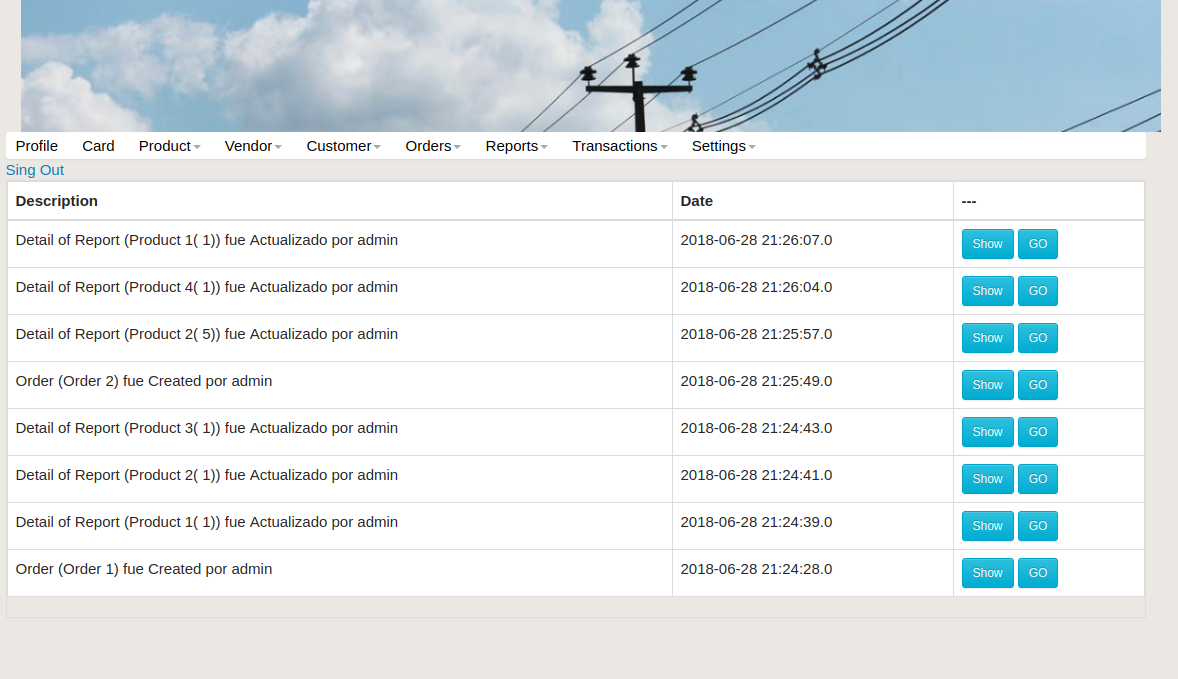 Profile Card Product Vendor Customer Orders Reports Transactions Settings
Sing Out
Description Date ---
Detail of Report (Product 1( 1)) fue Actualizado por admin 2018-06-28 21:26:07.0 Show GO
Detail of Report (Product 4( 1)) fue Actualizado por admin 2018-06-28 21:26:04.0 Show GO
Detail of Report (Product 2( 5)) fue Actualizado por admin 2018-06-28 21:25:57.0 Show GO
Order (Order 2) fue Created por admin 2018-06-28 21:25:49.0 Show GO
Detail of Report (Product 3( 1)) fue Actualizado por admin 2018-06-28 21:24:43.0 Show GO
Detail of Report (Product 2( 1)) fue Actualizado por admin 2018-06-28 21:24:41.0 Show GO
Detail of Report (Product 1( 1)) fue Actualizado por admin 2018-06-28 21:24:39.0 Show GO
Order (Order 1) fue Created por admin 2018-06-28 21:24:28.0 Show GO